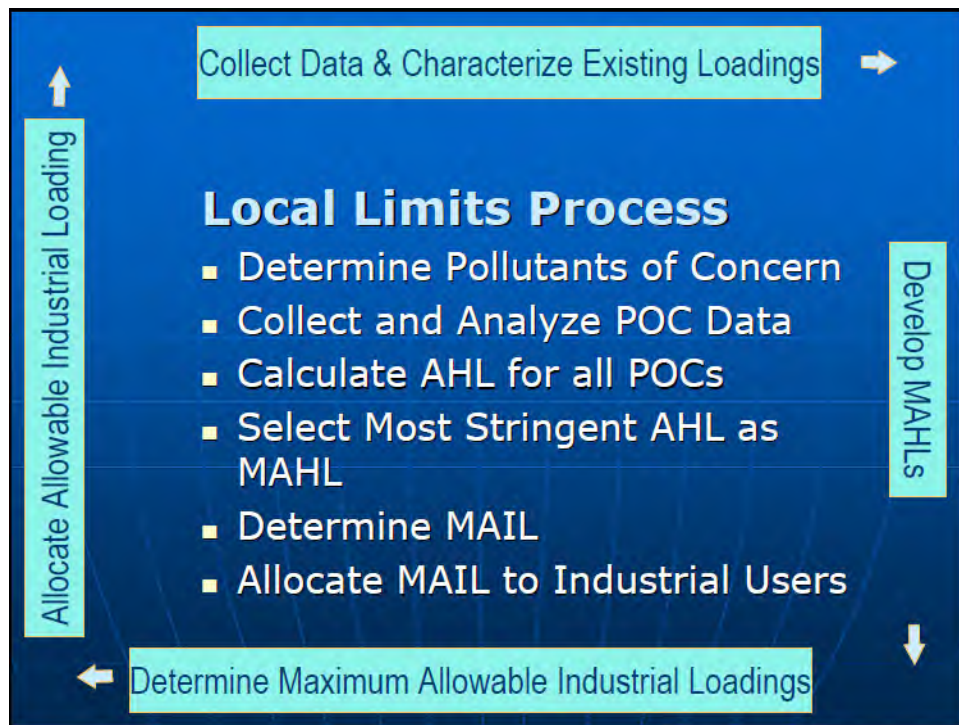 Collect Data & Characterize Existing Loadings
Allocate Allowable Industrial Loading
Local Limits Process
Determine Pollutants of Concern
Collect and Analyze POC Data
Calculate AHL for all POCs
Select Most Stringent AHL as
MAHL
Determine MAIL
Allocate MAIL to Industrial Users
Develop MAHLs
Determine Maximum Allowable Industrial Loadings